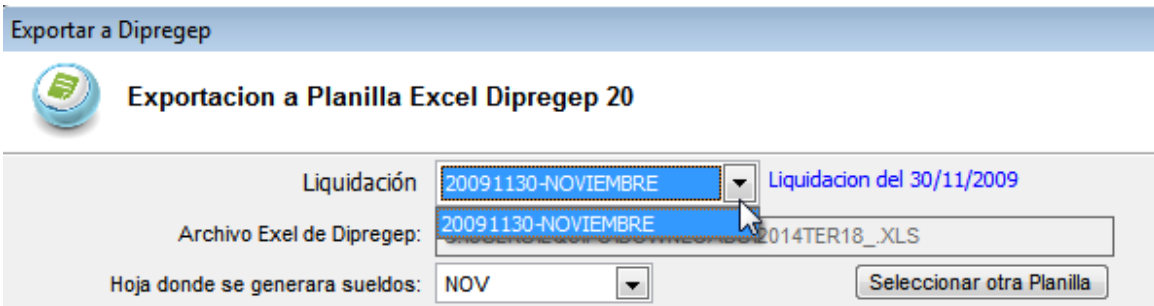 Exportar a Dipregep
Exportacion a Planilla Excel Dipregep 20
Liquidación 20091130-NOVIEMBRE Liquidacion del 30/11/2009
20091130-NOVIEMBRE
Archivo Exel de Dipregep: 2014TER18_.XLS
Hoja donde se generara sueldos: NOV Seleccionar otra Planilla